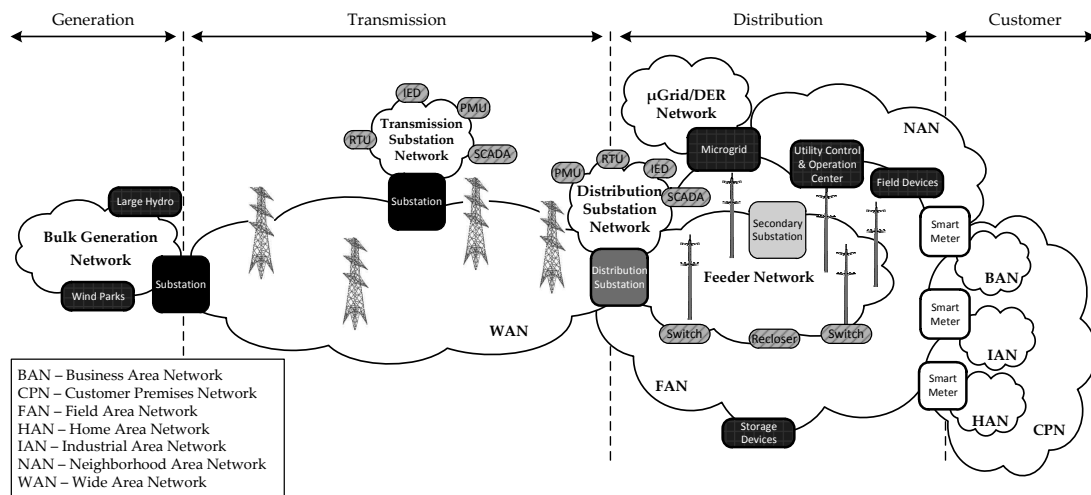 Generation
Transmission
Distribution
Customer
IED
PMU
RTU
Transmission
Substation
Network
SCADA
Substation
Large Hydro
Bulk Generation
Network
Wind Parks
Substation
WAN
µGrid/DER
Network
Microgrid
NAN
Utility Control
& Operation
Center
Field Devices
PMU
RTU
IED
SCADA
Distribution
Substation
Network
Distribution
Substation
Secondary
Substation
Feeder Network
Switch
Recloser
Switch
FAN
Storage
Devices
Smart
Meter
BAN
Smart
Meter
IAN
Smart
Meter
HAN
CPN
BAN – Business Area Network
CPN – Customer Premises Network
FAN – Field Area Network
HAN – Home Area Network
IAN – Industrial Area Network
NAN – Neighborhood Area Network
WAN – Wide Area Network